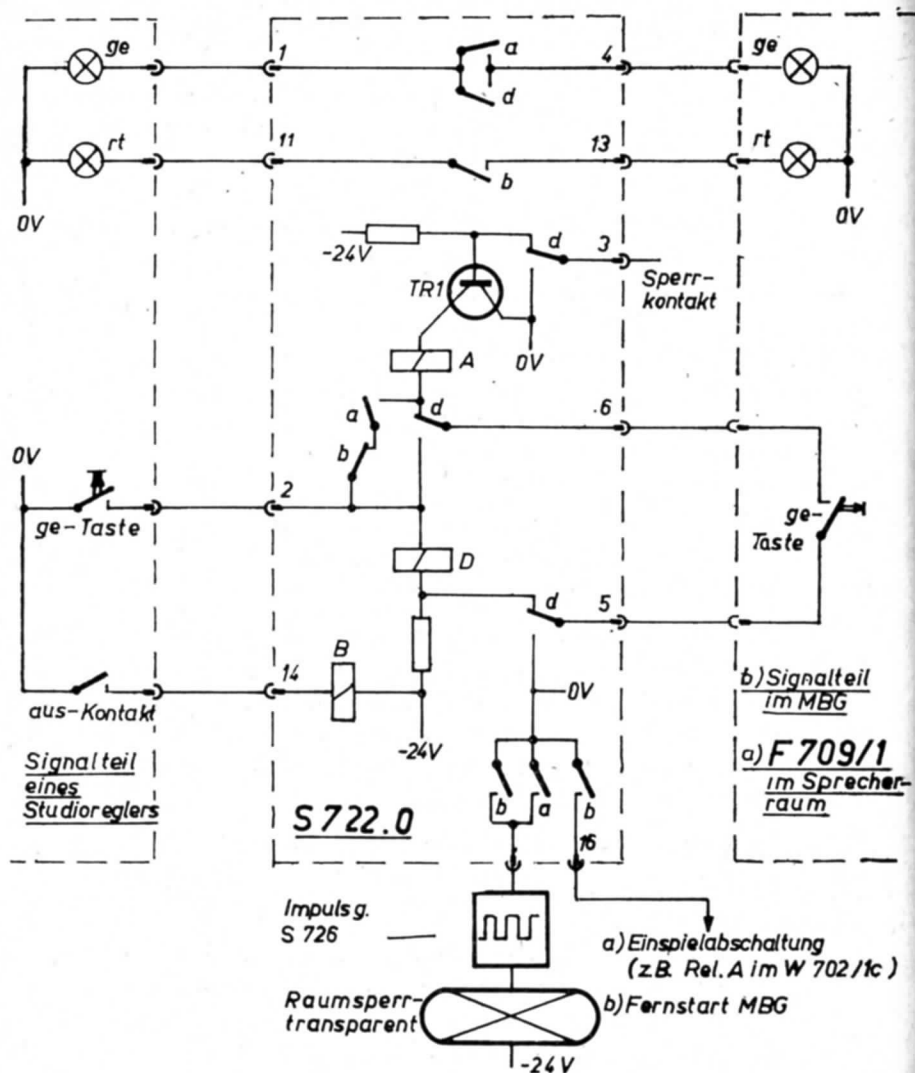 ge
1
a
d
4
ge
rt
11
b
13
rt
0V
0V
-24V
d
3
TR1
Sperr-
kontakt
0V
A
a
d
6
b
0V
2
ge-Taste
ge-
Taste
D
d
5
B
14
aus-Kontakt
0V
-24V
b) Signalteil
im MBG
a) F 709/1
im Sprecher-
raum
Signalteil
eines
Studioreglers
S 722.0
b
a
b
16
Impulsg.
S 726
a) Einspielabschaltung
(z.B. Rel. A im W 702/1c)
Raumsperr-
transparent
b) Fernstart MBG
-24V